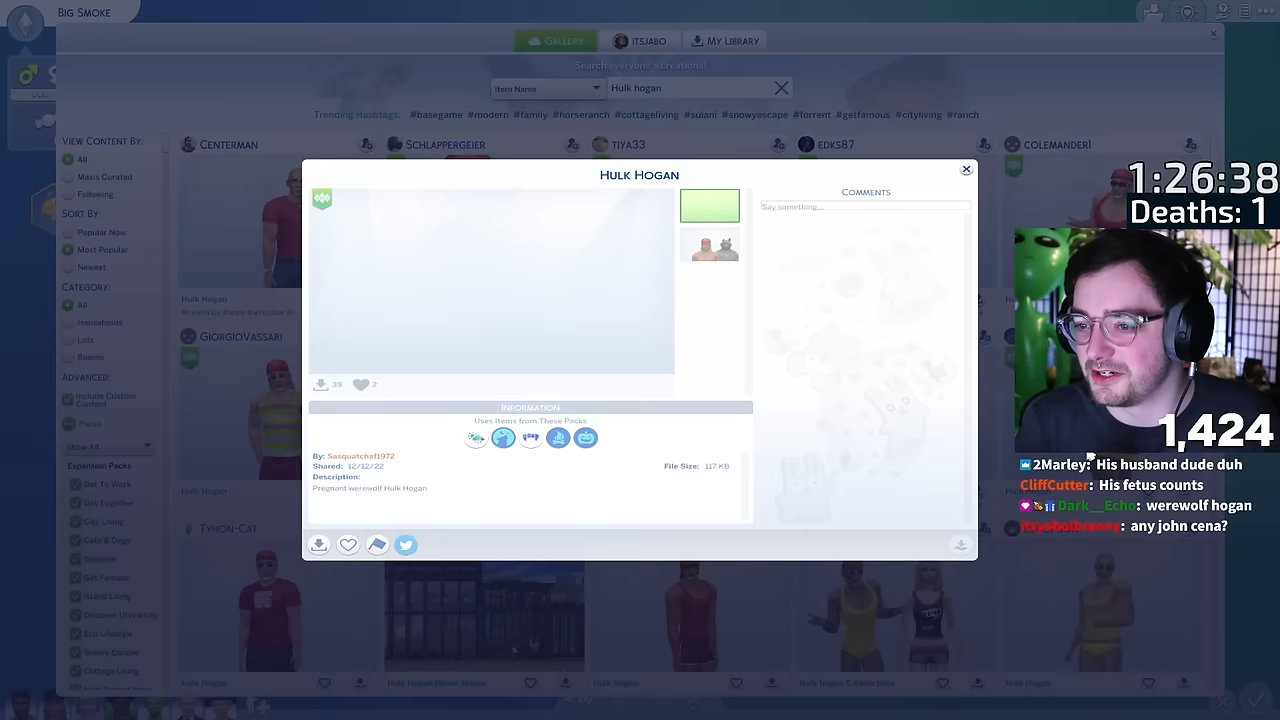 BIG SMOKE
GALLERY
ITSJABO
MY LIBRARY
Search everyone's creations!
Item Name
Hulk hogan
Trending Hashtags: #basegame #modern #family #horseranch #cottageliving #sulani #snowyescape #forrent #getfamous #cityliving #ranch
VIEW CONTENT BY:
All
Maxis Curated
Following
SORT BY:
Popular Now
Most Popular
Newest
CATEGORY:
All
Households
Lots
Rooms
ADVANCED:
Include Custom Content
Packs
Show All
Expansion Packs
Get To Work
Get Together
City Living
Cats & Dogs
Seasons
Get Famous
Island Living
Discover University
Eco Lifestyle
Snowy Escape
Cottage Living
CENTERMAN
SCHLAPPERGEIER
TIYA33
EDKS87
COLEMANDER1
Hulk Hogan
GIORGIOVASSARI
Hulk Hogan
TYHON-CAT
Hulk Hogan
Hulk Hogan
Hulk Hogan
HULK HOGAN
39
2
INFORMATION
Uses Items from These Packs
By: Sasquatchaf1972
Shared: 12/12/22
File Size: 117 KB
Description:
Pregnant werewolf Hulk Hogan
COMMENTS
Say something...
1:26:38
Deaths: 1
1,424
2Marley: His husband dude duh
CliffCutter: His fetus counts
Dark__Echo: werewolf hogan
any john cena?